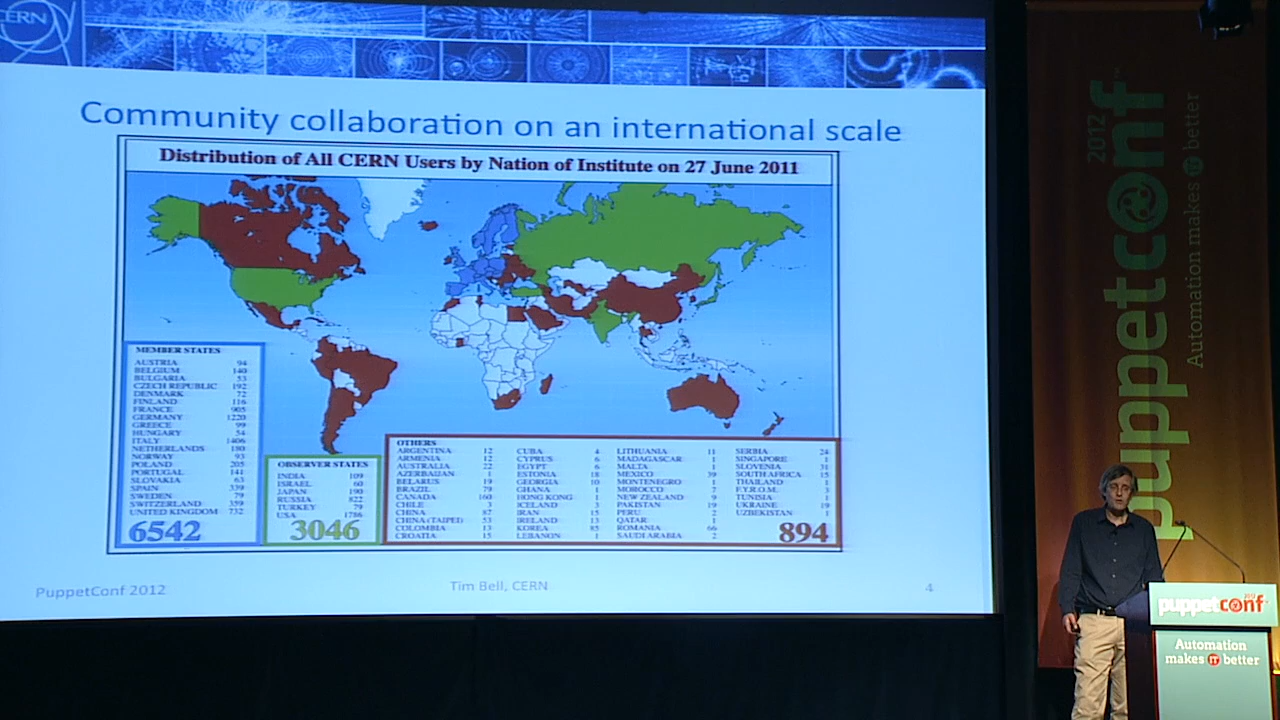 CERN
Community collaboration on an international scale
Distribution of All CERN Users by Nation of Institute on 27 June 2011
MEMBER STATES
AUSTRIA 94
BELGIUM 140
BULGARIA 53
CZECH REPUBLIC 192
DENMARK 72
FINLAND 116
FRANCE 905
GERMANY 1220
GREECE 99
HUNGARY 54
ITALY 1406
NETHERLANDS 180
NORWAY 93
POLAND 205
PORTUGAL 141
SLOVAKIA 63
SPAIN 339
SWEDEN 79
SWITZERLAND 359
UNITED KINGDOM 732
6542
OBSERVER STATES
INDIA 109
ISRAEL 60
JAPAN 190
RUSSIA 822
TURKEY 79
USA 1786
3046
OTHERS
ARGENTINA 12
ARMENIA 12
AUSTRALIA 22
AZERBAIJAN 1
BELARUS 19
BRAZIL 79
CANADA 160
CHILE 3
CHINA 87
CHINA (TAIPEI) 53
COLOMBIA 13
CROATIA 15
CUBA 4
CYPRUS 6
EGYPT 6
ESTONIA 18
GEORGIA 10
GHANA 1
HONG KONG 1
ICELAND 3
IRAN 15
IRELAND 13
KOREA 85
LEBANON 1
LITHUANIA 11
MADAGASCAR 1
MALTA 1
MEXICO 39
MONTENEGRO 1
MOROCCO 7
NEW ZEALAND 9
PAKISTAN 19
PERU 2
QATAR 1
ROMANIA 66
SAUDI ARABIA 2
SERBIA 24
SINGAPORE 1
SLOVENIA 31
SOUTH AFRICA 15
THAILAND 1
F.Y.R.O.M. 3
TUNISIA 1
UKRAINE 19
UZBEKISTAN 1
894
PuppetConf 2012
Tim Bell, CERN
4
puppetconf 2012
Automation makes IT better
puppetconf 2012
Automation
makes IT better